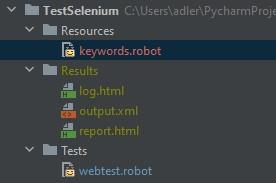 TestSelenium C:\Users\adler\PycharmProje
Resources
keywords.robot
Results
log.html
output.xml
report.html
Tests
webtest.robot